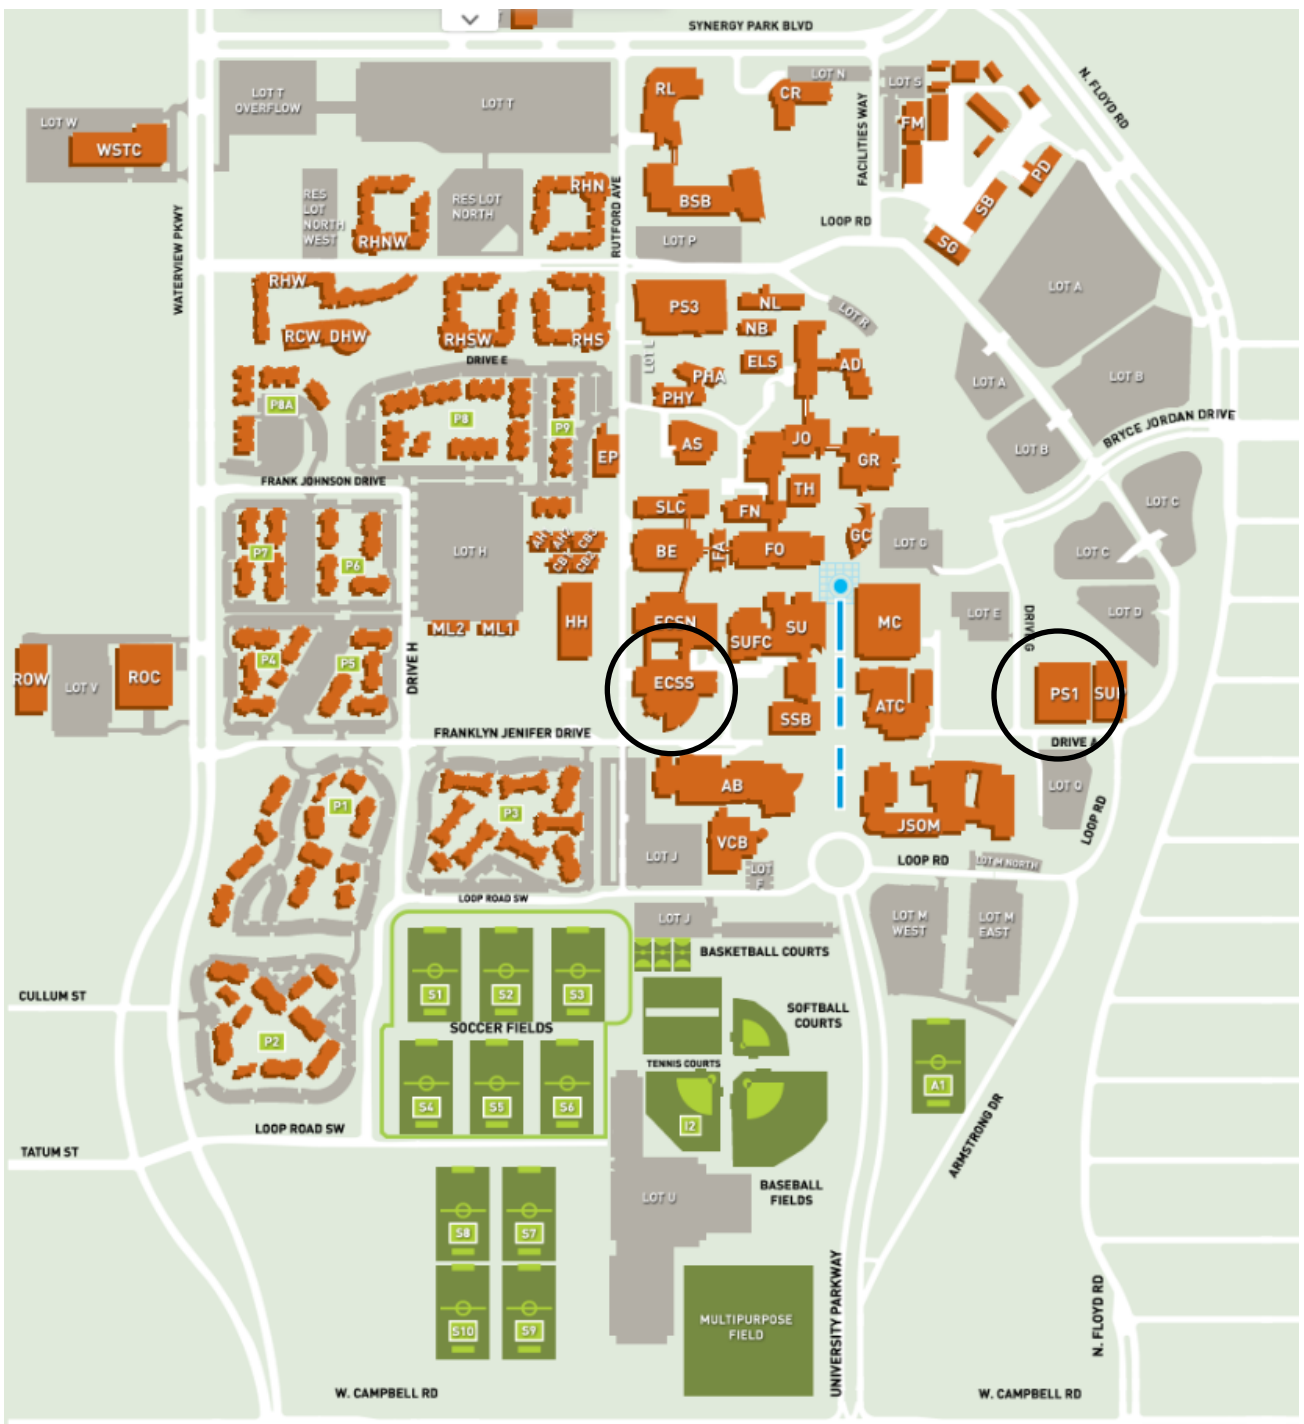 SYNERGY PARK BLVD
N. FLOYD RD
LOT T
OVERFLOW
LOT T
LOT N
LOT S
RL
CR
FM
LOT W
WSTC
FACILITIES WAY
PD
SB
SG
RES
LOT
NORTH
WEST
RHNW
RES LOT
NORTH
RHN
RUTFORD AVE
BSB
LOOP RD
LOT P
WATERVIEW PKWY
LOT A
RHW
RCW DHW
RHSW
RHS
DRIVE E
PS3
NL
NB
ELS
AD
LOT R
LOT L
PHA
PHY
LOT A
LOT B
P8A
P8
P9
EP
AS
JO
GR
TH
LOT B
BRYCE JORDAN DRIVE
FRANK JOHNSON DRIVE
SLC
FN
LOT C
P7
P6
LOT H
AH1
AH2
CB3
CB1
CB2
BE
FA
FO
GC
LOT G
LOT C
ML2
ML1
HH
ECSN
SUFC
SU
MC
LOT E
DRIVE G
LOT D
P4
P5
DRIVE H
ROW
LOT V
ROC
ECSS
SSB
ATC
PS1
SUP
FRANKLYN JENIFER DRIVE
DRIVE A
AB
P1
P3
LOT Q
LOOP RD
JSOM
VCB
LOT J
LOT
F
LOOP RD
LOT M NORTH
LOOP ROAD SW
LOT J
LOT M
WEST
LOT M
EAST
BASKETBALL COURTS
S1
S2
S3
CULLUM ST
SOFTBALL
COURTS
SOCCER FIELDS
P2
TENNIS COURTS
A1
S4
S5
S6
I2
LOOP ROAD SW
ARMSTRONG DR
TATUM ST
BASEBALL
FIELDS
LOT U
S8
S7
UNIVERSITY PARKWAY
N. FLOYD RD
S10
S9
MULTIPURPOSE
FIELD
W. CAMPBELL RD
W. CAMPBELL RD